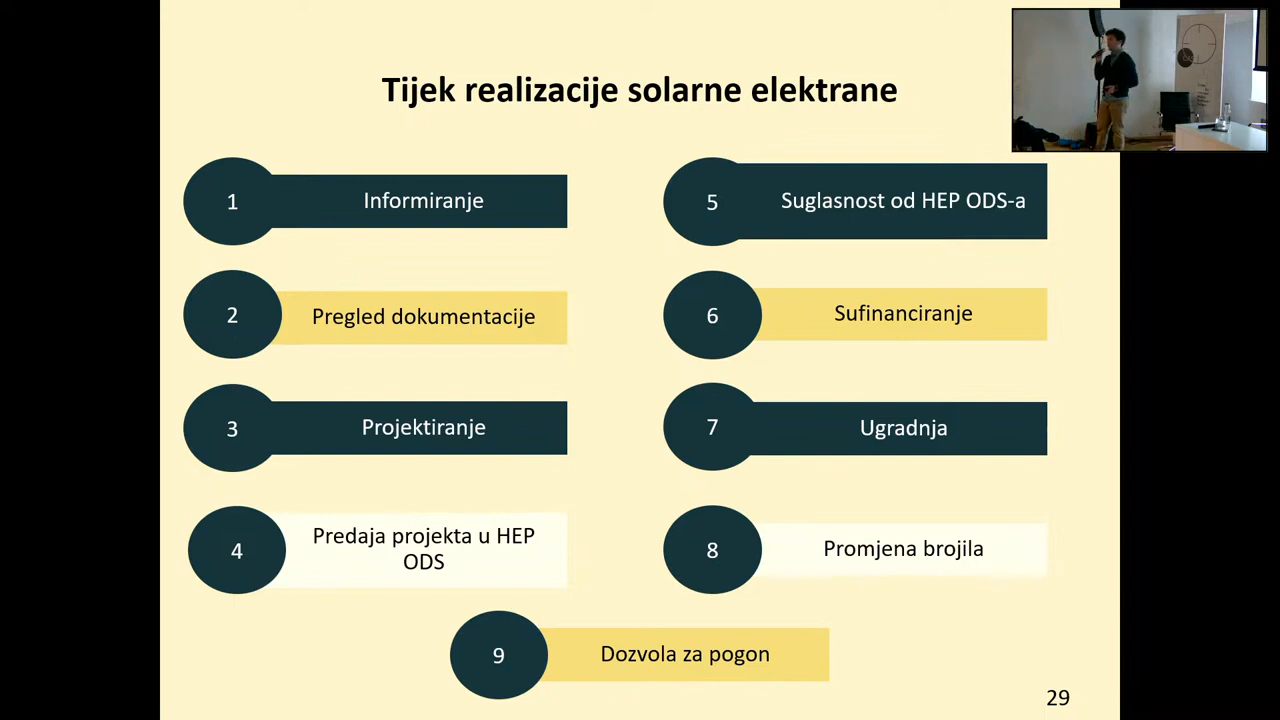 Tijek realizacije solarne elektrane
1
Informiranje
2
Pregled dokumentacije
3
Projektiranje
4
Predaja projekta u HEP
ODS
5
Suglasnost od HEP ODS-a
6
Sufinanciranje
7
Ugradnja
8
Promjena brojila
9
Dozvola za pogon
29